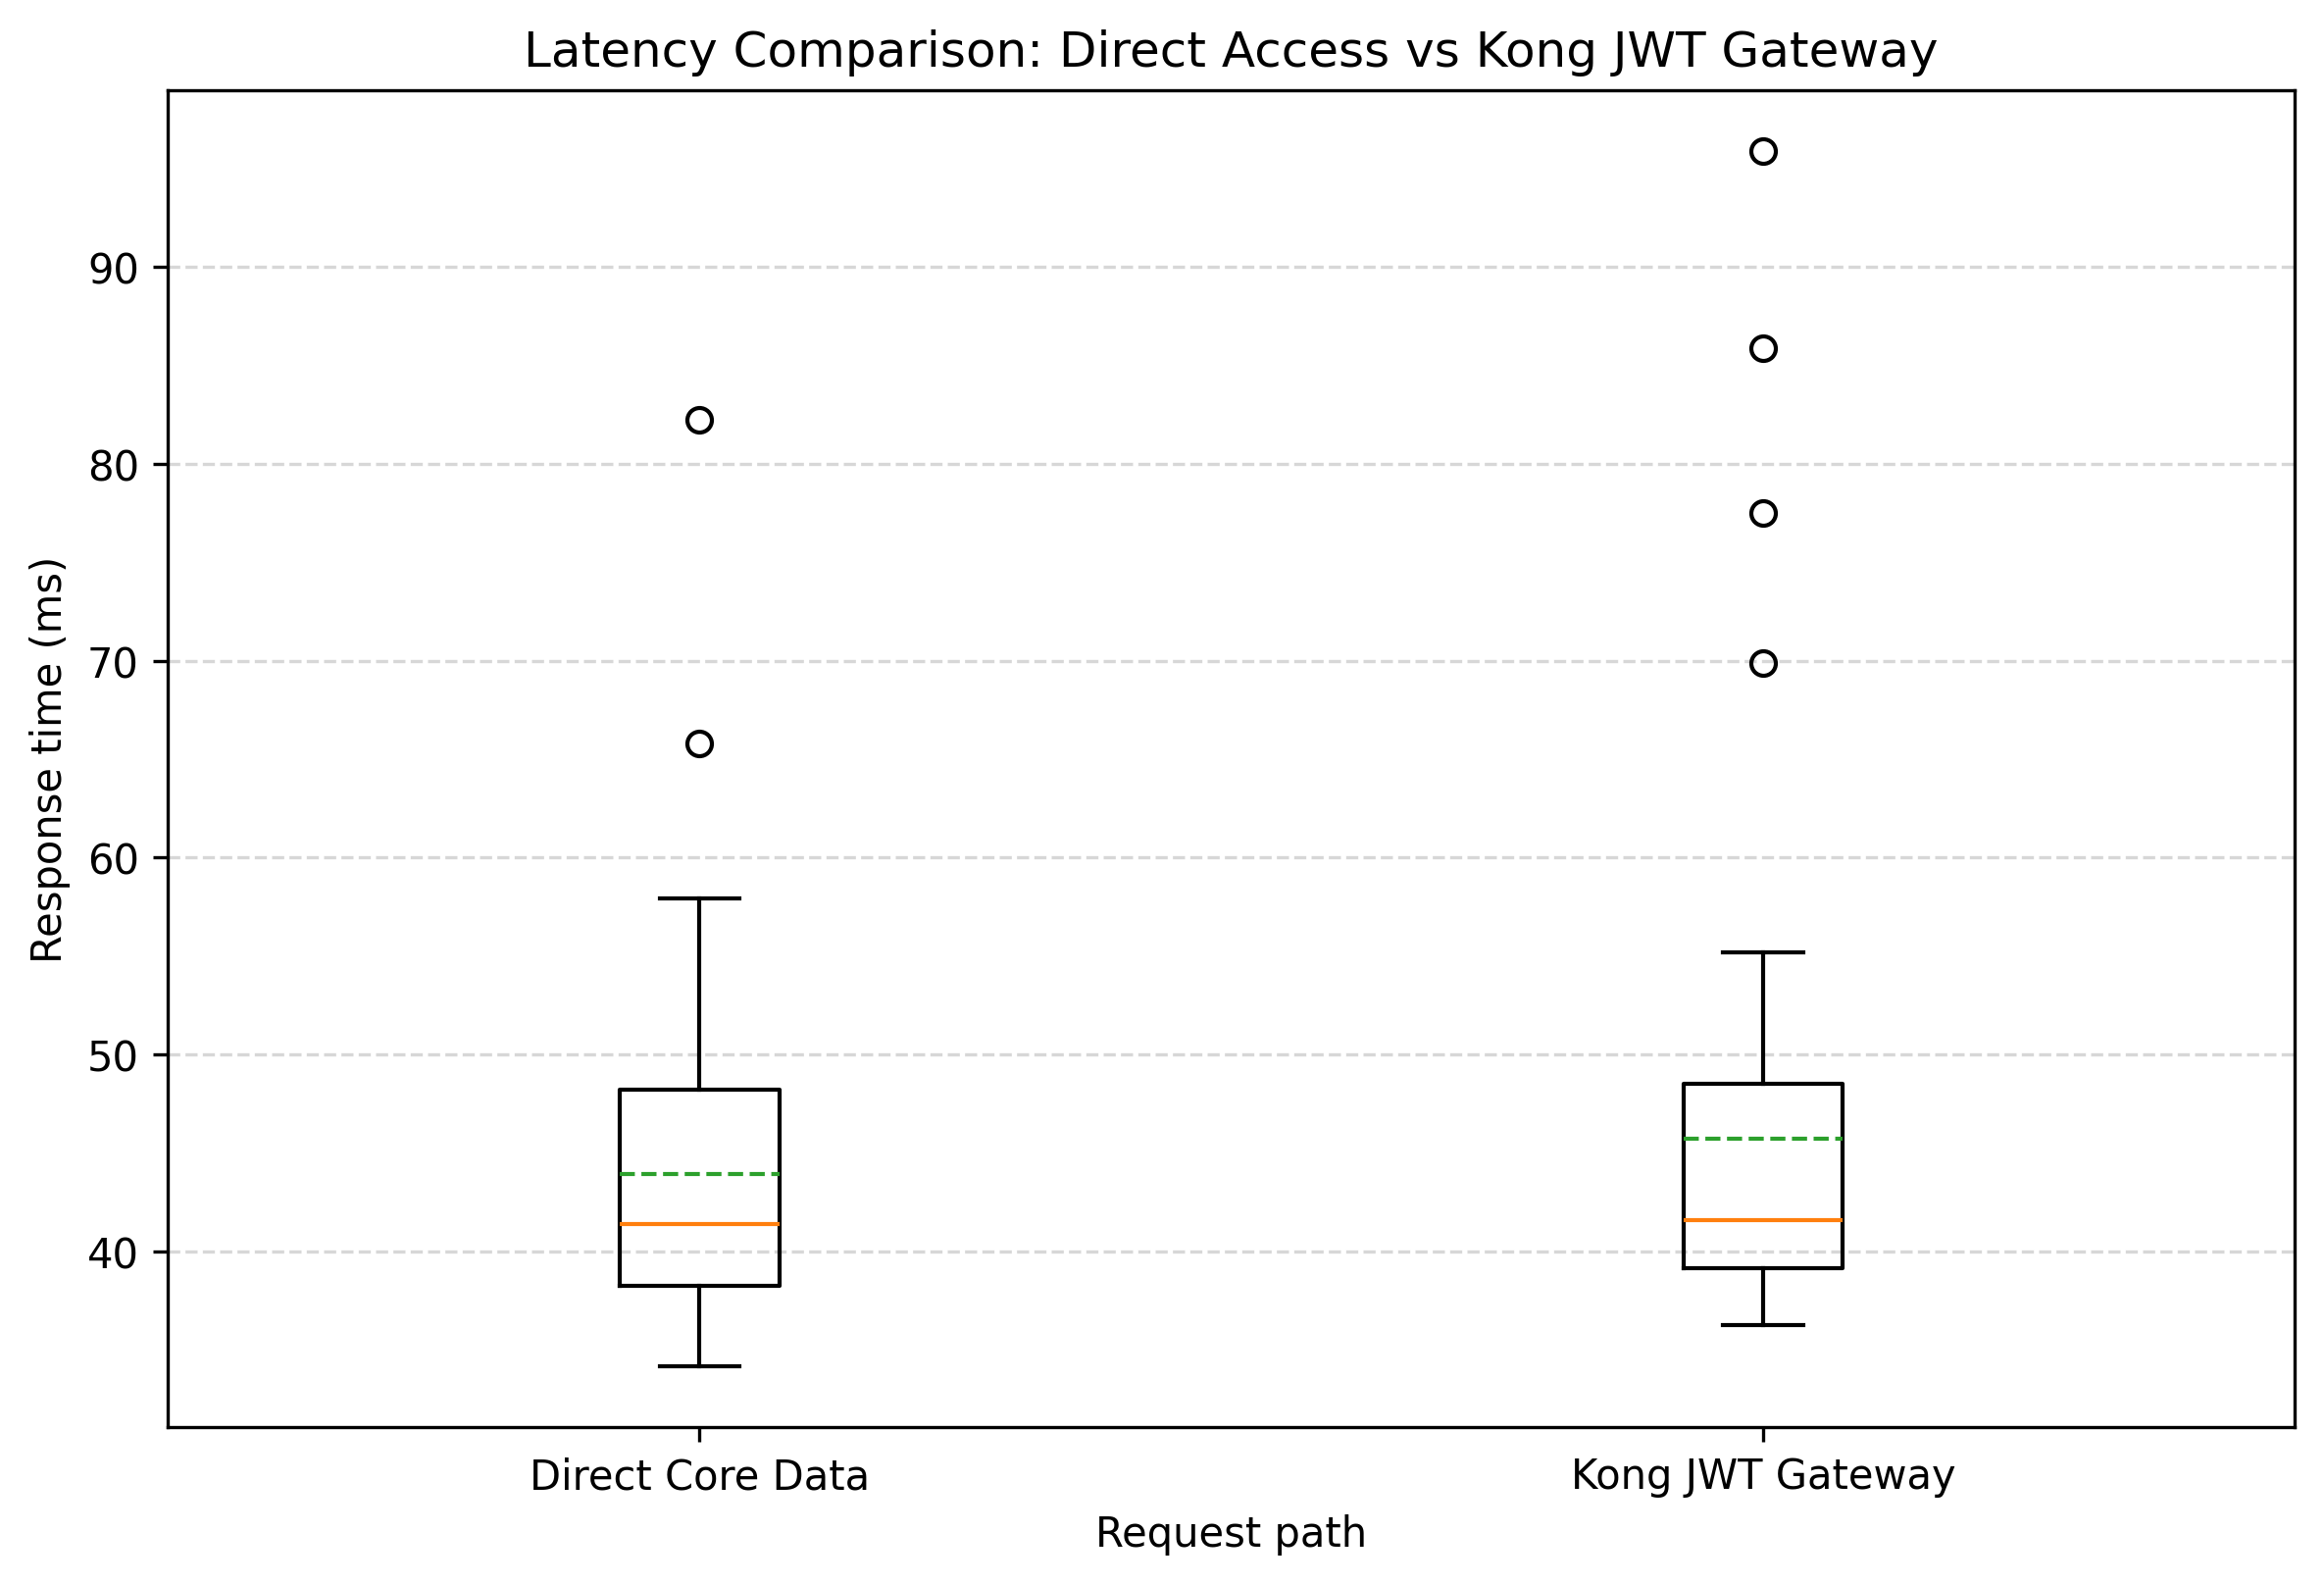 Latency Comparison: Direct Access vs Kong JWT Gateway
Response time (ms)
90
80
70
60
50
40
Direct Core Data
Kong JWT Gateway
Request path